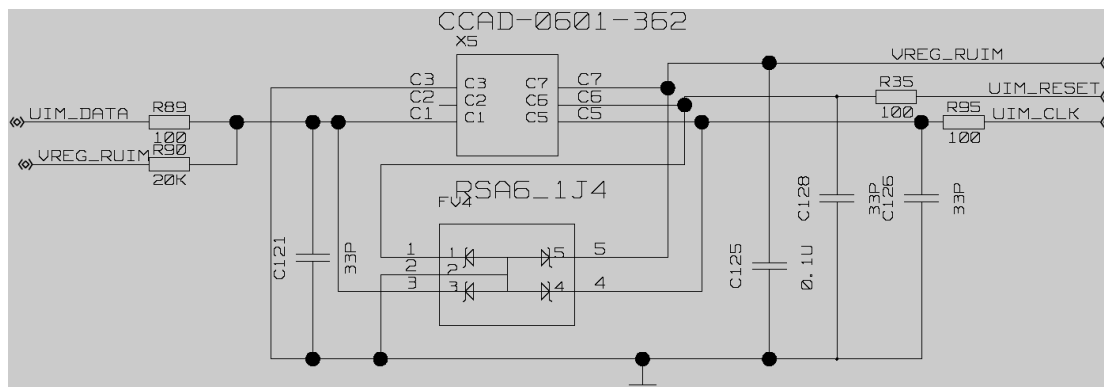 CCAD-0601-362
X5
VREG_RUIM
C3 C3 C7 C7
R35 UIM_RESET
C2 C2 C6 C6
R89 R95
UIM_DATA C1 C1 C5 C5 100 UIM_CLK
100 100
VREG_RUIM R90
20K
RSA6_1J4
FV4
C128 33P C126 33P
1 1 5 5
C121 33P 2 2 C125 0.1U
3 3 4 4